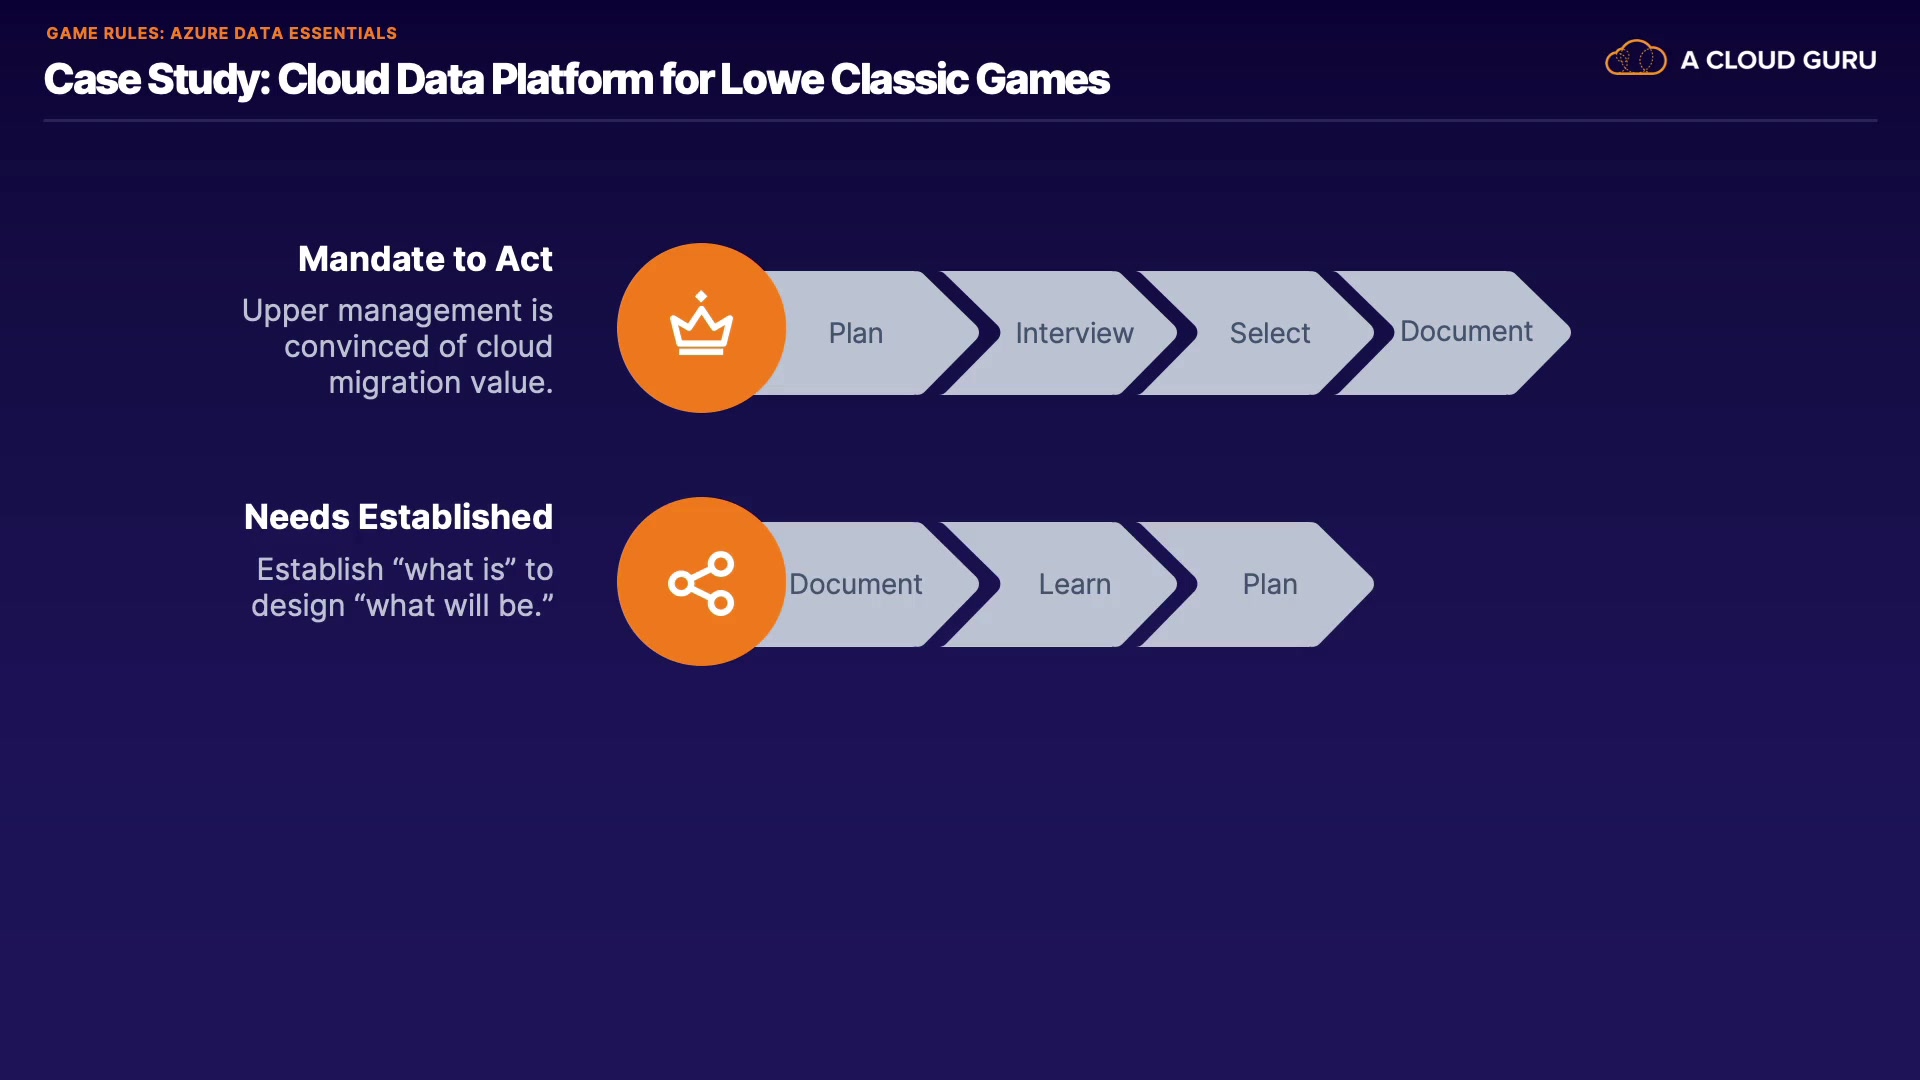 GAME RULES: AZURE DATA ESSENTIALS
Case Study: Cloud Data Platform for Lowe Classic Games
A CLOUD GURU
Mandate to Act
Upper management is
convinced of cloud
migration value.
Plan
Interview
Select
Document
Needs Established
Establish “what is” to
design “what will be.”
Document
Learn
Plan